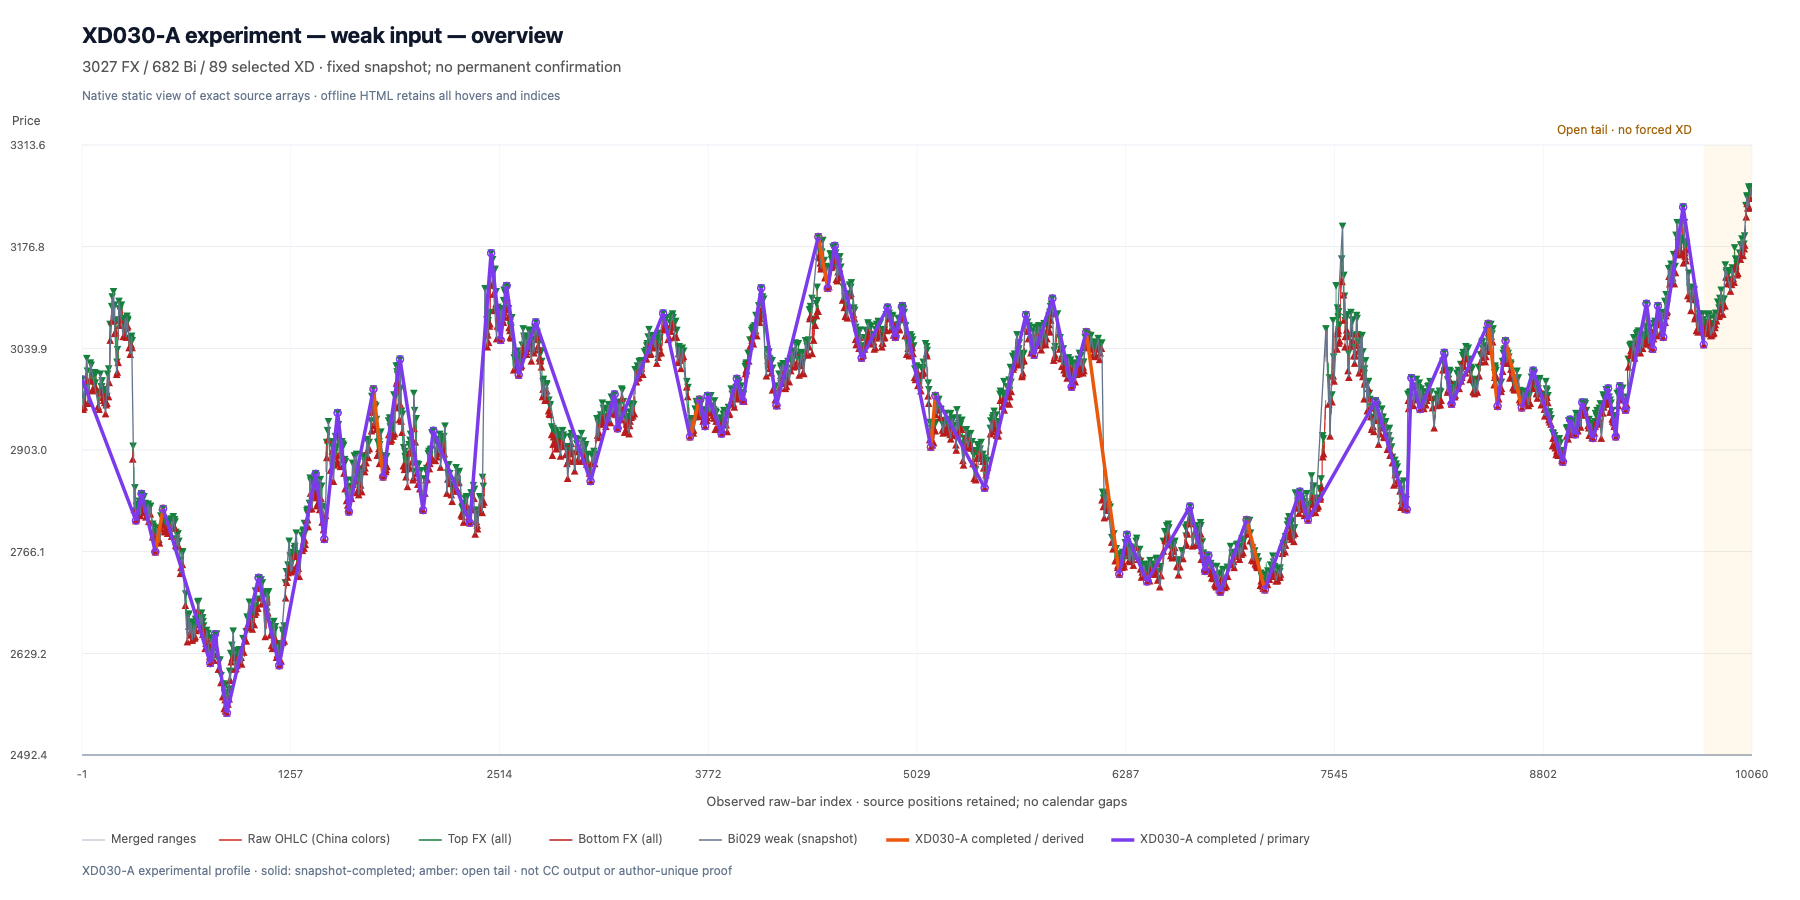 XD030-A experiment — weak input — overview
3027 FX / 682 Bi / 89 selected XD · fixed snapshot; no permanent confirmation
Native static view of exact source arrays · offline HTML retains all hovers and indices
Price
Open tail · no forced XD
3313.6
3176.8
3039.9
2903.0
2766.1
2629.2
2492.4
-1 1257 2514 3772 5029 6287 7545 8802 10060
Observed raw-bar index · source positions retained; no calendar gaps
Merged ranges Raw OHLC (China colors) Top FX (all) Bottom FX (all) Bi029 weak (snapshot) XD030-A completed / derived XD030-A completed / primary
XD030-A experimental profile · solid: snapshot-completed; amber: open tail · not CC output or author-unique proof